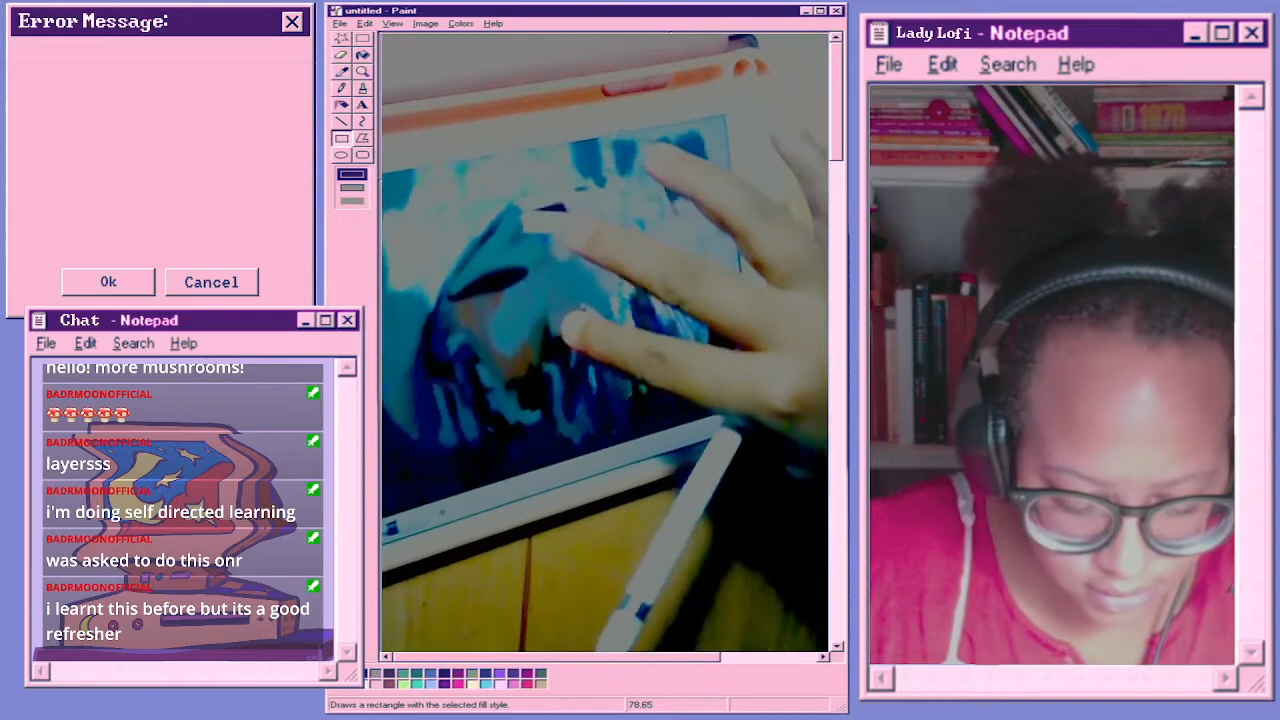 Error Message:
Ok
Cancel
Chat - Notepad
File Edit Search Help
hello! more mushrooms!
BADRMOONOFFICIAL
BADRMOONOFFICIAL
layersss
BADRMOONOFFICIAL
i'm doing self directed learning
BADRMOONOFFICIAL
was asked to do this onr
BADRMOONOFFICIAL
i learnt this before but its a good
refresher
untitled - Paint
File Edit View Image Colors Help
A
Draws a rectangle with the selected fill style.
78,65
Lady Lofi - Notepad
File Edit Search Help
1970